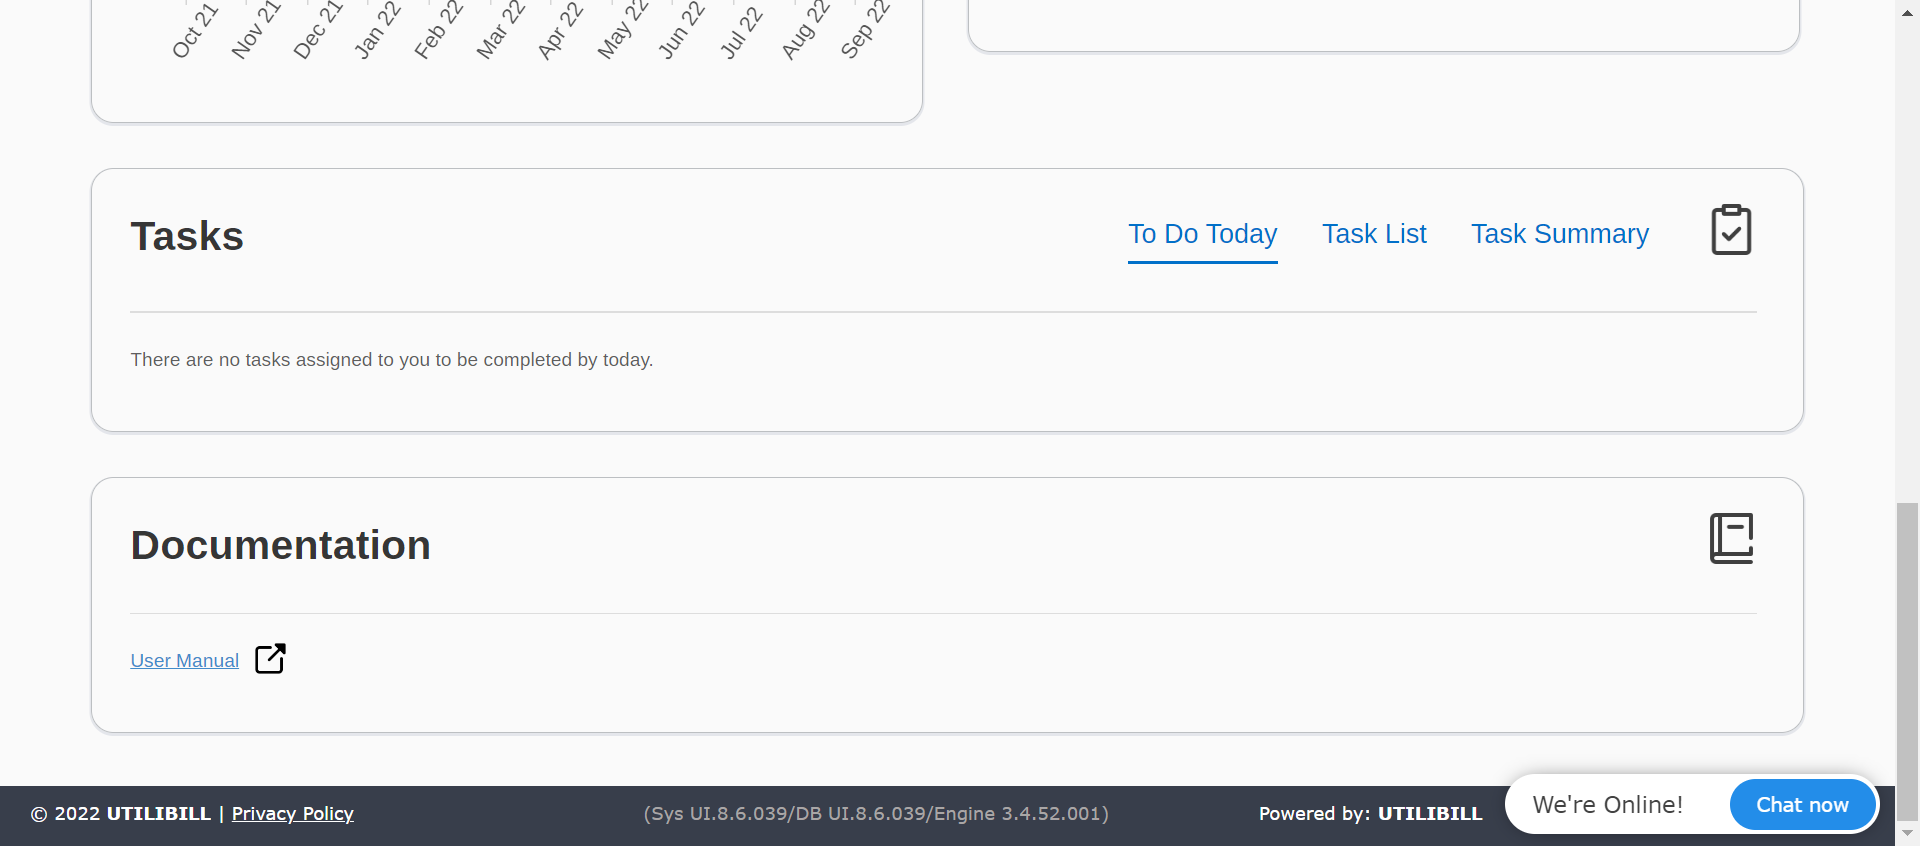 Oct 21 Nov 21 Dec 21 Jan 22 Feb 22 Mar 22 Apr 22 May 22 Jun 22 Jul 22 Aug 22 Sep 22
Tasks
To Do Today Task List Task Summary
There are no tasks assigned to you to be completed by today.
Documentation
User Manual
© 2022 UTILIBILL | Privacy Policy
(Sys UI.8.6.039/DB UI.8.6.039/Engine 3.4.52.001)
Powered by: UTILIBILL
We're Online! Chat now